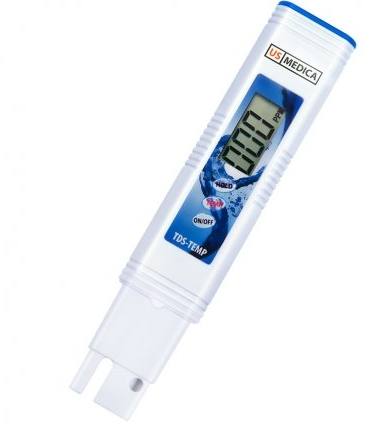 US MEDICA
000 PPM
HOLD
TEMP
ON/OFF
TDS-TEMP